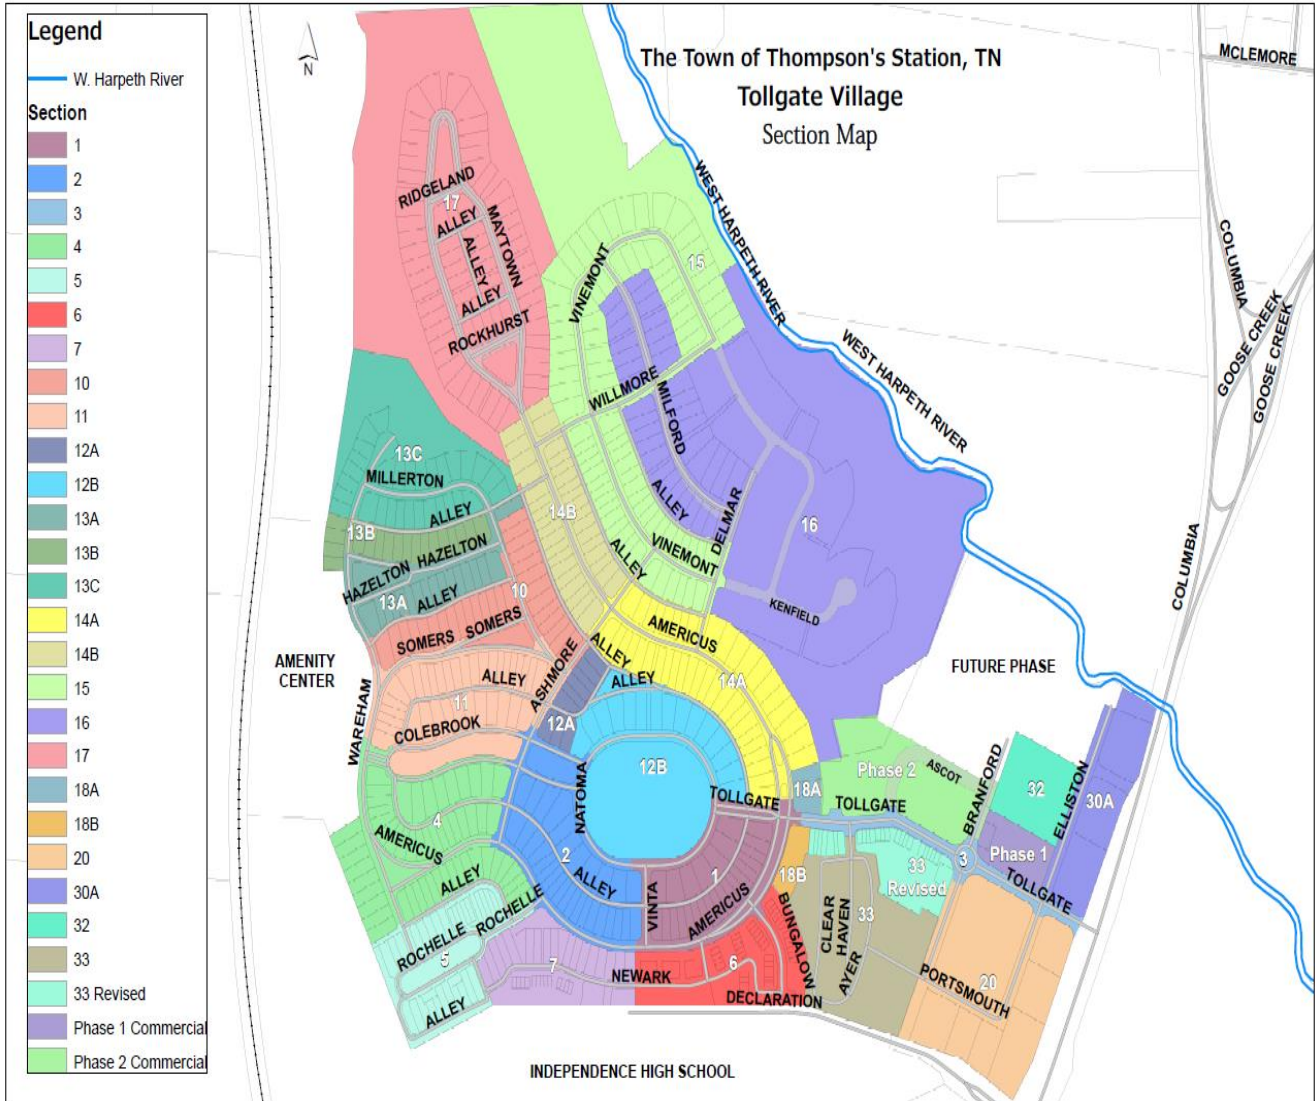 Legend
W. Harpeth River
Section
1
2
3
4
5
6
7
10
11
12A
12B
13A
13B
13C
14A
14B
15
16
17
18A
18B
20
30A
32
33
33 Revised
Phase 1 Commercial
Phase 2 Commercial
N
The Town of Thompson's Station, TN
Tollgate Village
Section Map
MCLEMORE
RIDGELAND
17
ALLEY
MAYTOWN
ALLEY
ALLEY
ROCKHURST
WEST HARPETH RIVER
COLUMBIA
GOOSE CREEK
GOOSE CREEK
VINEMONT
15
WEST HARPETH RIVER
WILLMORE
MILFORD
13C
MILLERTON
ALLEY
13B
14B
ALLEY
DELMAR
16
HAZELTON
HAZELTON
ALLEY
VINEMONT
COLUMBIA
13A
ALLEY
10
KENFIELD
SOMERS
SOMERS
AMERICUS
AMENITY
CENTER
ASHMORE
ALLEY
ALLEY
14A
FUTURE PHASE
ALLEY
11
WAREHAM
COLEBROOK
12A
12B
NATOMA
Phase 2
ASCOT
BRANFORD
32
ELLISTON
30A
18A
TOLLGATE
TOLLGATE
4
AMERICUS
2
ALLEY
ALLEY
1
VINTA
AMERICUS
18B
33
Revised
3
Phase 1
TOLLGATE
ROCHELLE
ROCHELLE
5
BUNGALOW
CLEAR
HAVEN
33
AYER
7
NEWARK
6
DECLARATION
PORTSMOUTH
20
ALLEY
INDEPENDENCE HIGH SCHOOL